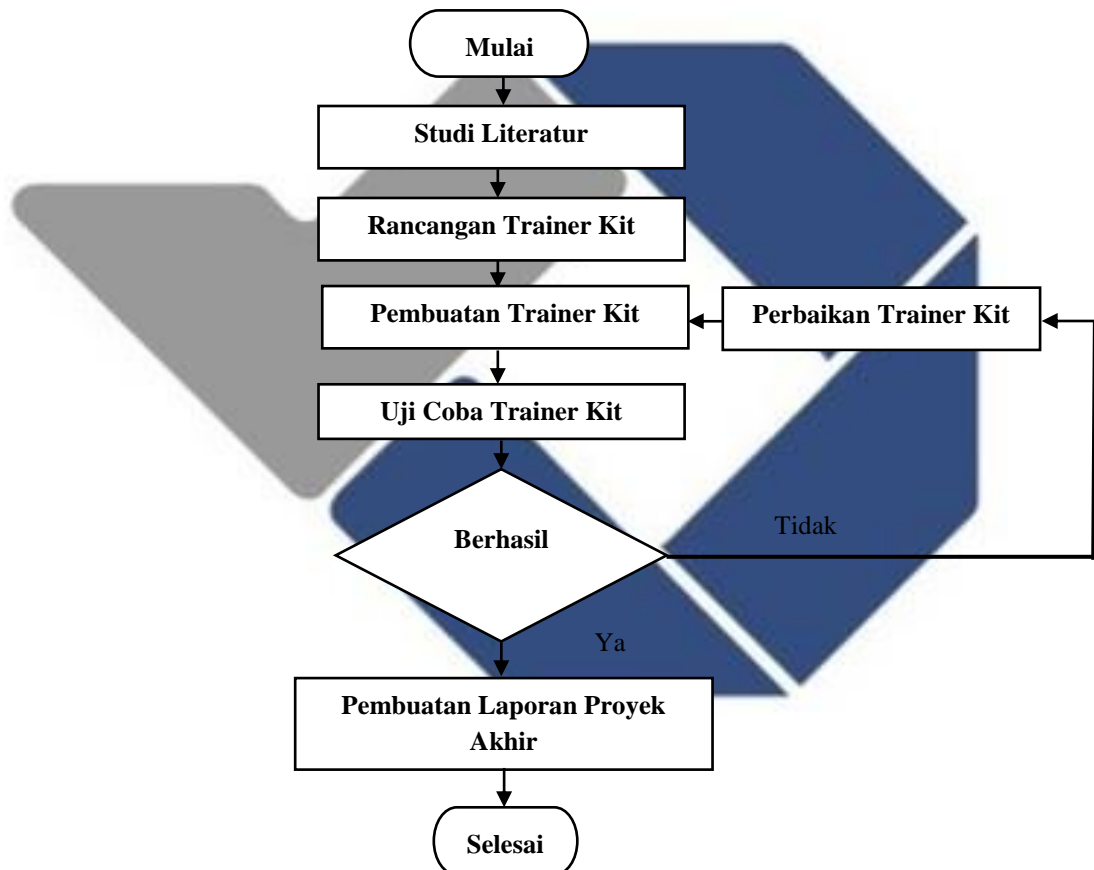 Mulai
Studi Literatur
Rancangan Trainer Kit
Pembuatan Trainer Kit
Perbaikan Trainer Kit
Uji Coba Trainer Kit
Berhasil
Tidak
Ya
Pembuatan Laporan Proyek
Akhir
Selesai